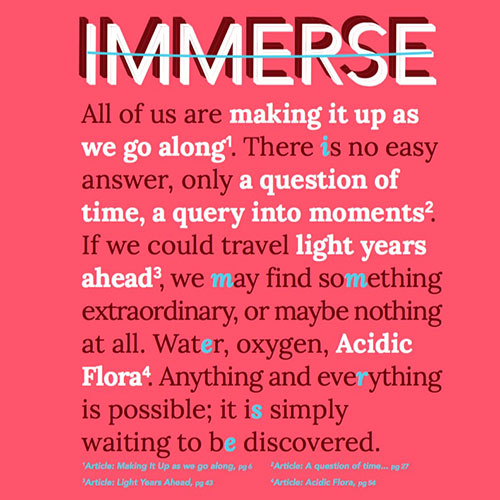 IMMERSE
All of us are making it up as
we go along¹. There is no easy
answer, only a question of
time, a query into moments².
If we could travel light years
ahead³, we may find something
extraordinary, or maybe nothing
at all. Water, oxygen, Acidic
Flora⁴. Anything and everything
is possible; it is simply
waiting to be discovered.
¹Article: Making It Up as we go along, pg 6 ²Article: A question of time... pg 27
³Article: Light Years Ahead, pg 43 ⁴Article: Acidic Flora, pg 54